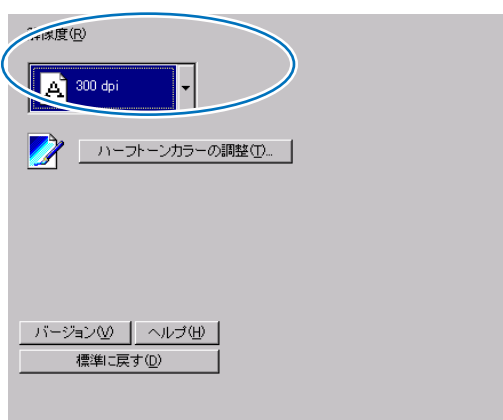 解像度(R)
300 dpi
ハーフトーンカラーの調整(T)...
バージョン(V) ヘルプ(H)
標準に戻す(D)